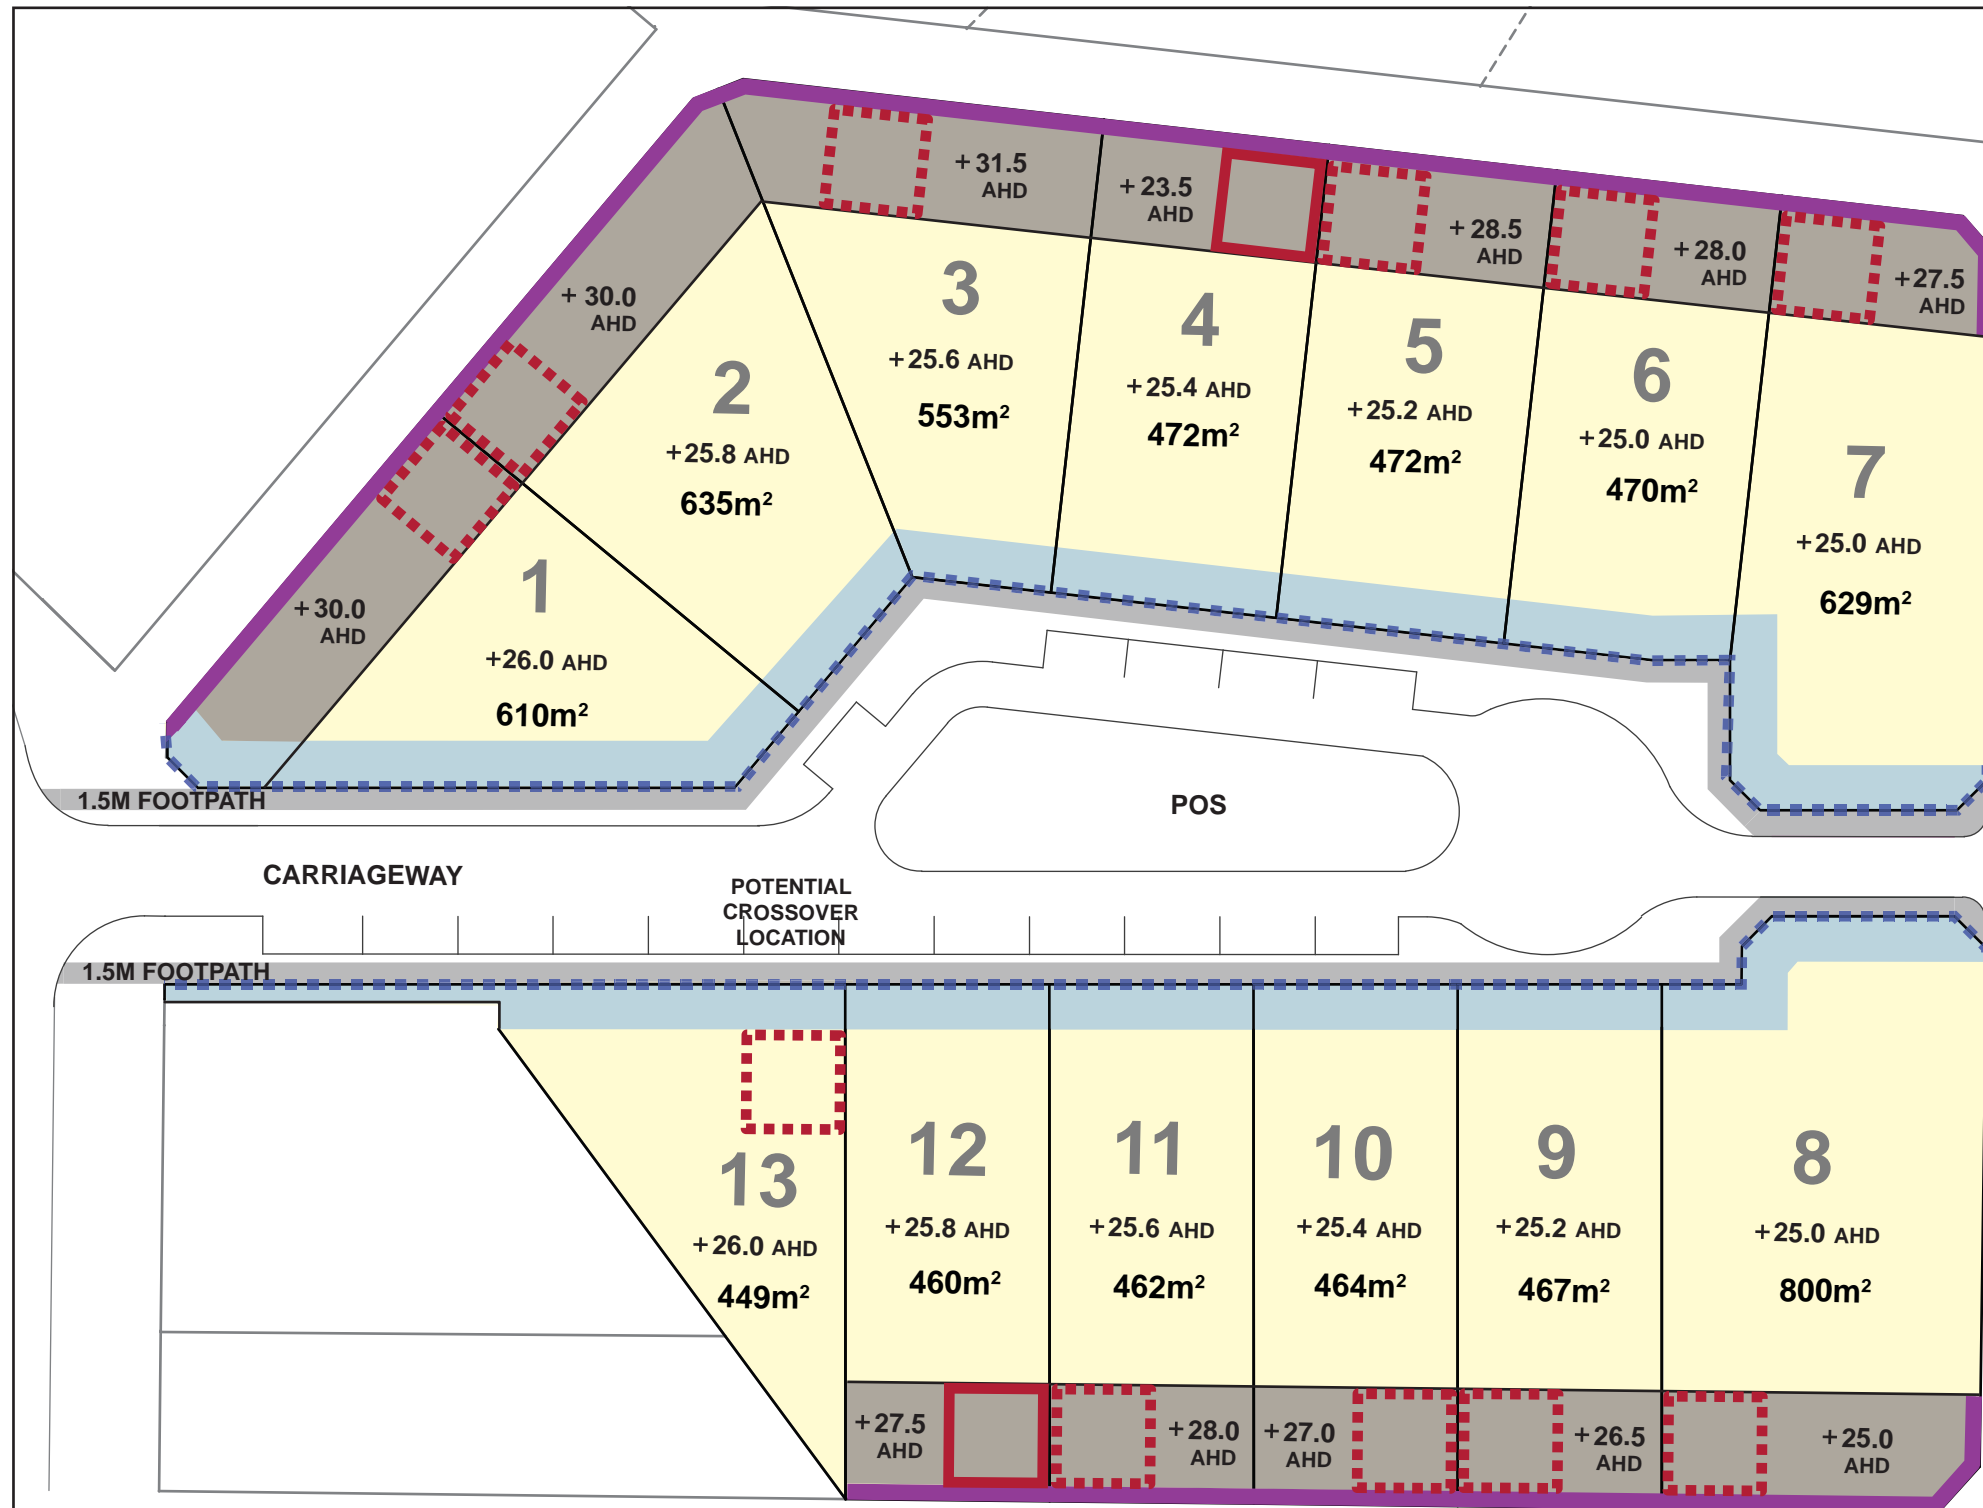 +31.5
AHD
+23.5
AHD
+28.5
AHD
+28.0
AHD
+27.5
AHD
+30.0
AHD
+30.0
AHD
3
+25.6 AHD
553m²
4
+25.4 AHD
472m²
5
+25.2 AHD
472m²
6
+25.0 AHD
470m²
7
+25.0 AHD
629m²
2
+25.8 AHD
635m²
1
+26.0 AHD
610m²
1.5M FOOTPATH
POS
CARRIAGEWAY
POTENTIAL
CROSSOVER
LOCATION
1.5M FOOTPATH
13
+26.0 AHD
449m²
12
+25.8 AHD
460m²
11
+25.6 AHD
462m²
10
+25.4 AHD
464m²
9
+25.2 AHD
467m²
8
+25.0 AHD
800m²
+27.5
AHD
+28.0
AHD
+27.0
AHD
+26.5
AHD
+25.0
AHD